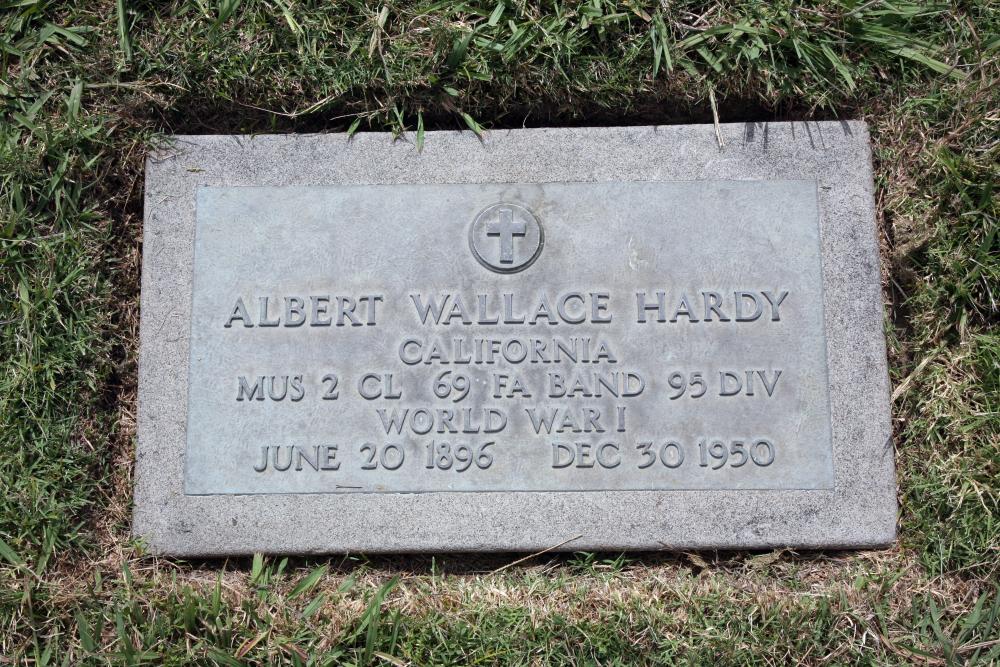 ALBERT WALLACE HARDY
CALIFORNIA
MUS 2 CL 69 FA BAND 95 DIV
WORLD WAR I
JUNE 20 1896 DEC 30 1950